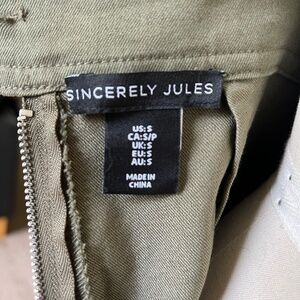 SINCERELY JULES
US:S
CA:S/P
UK:S
EU:S
AU:S
MADE IN
CHINA